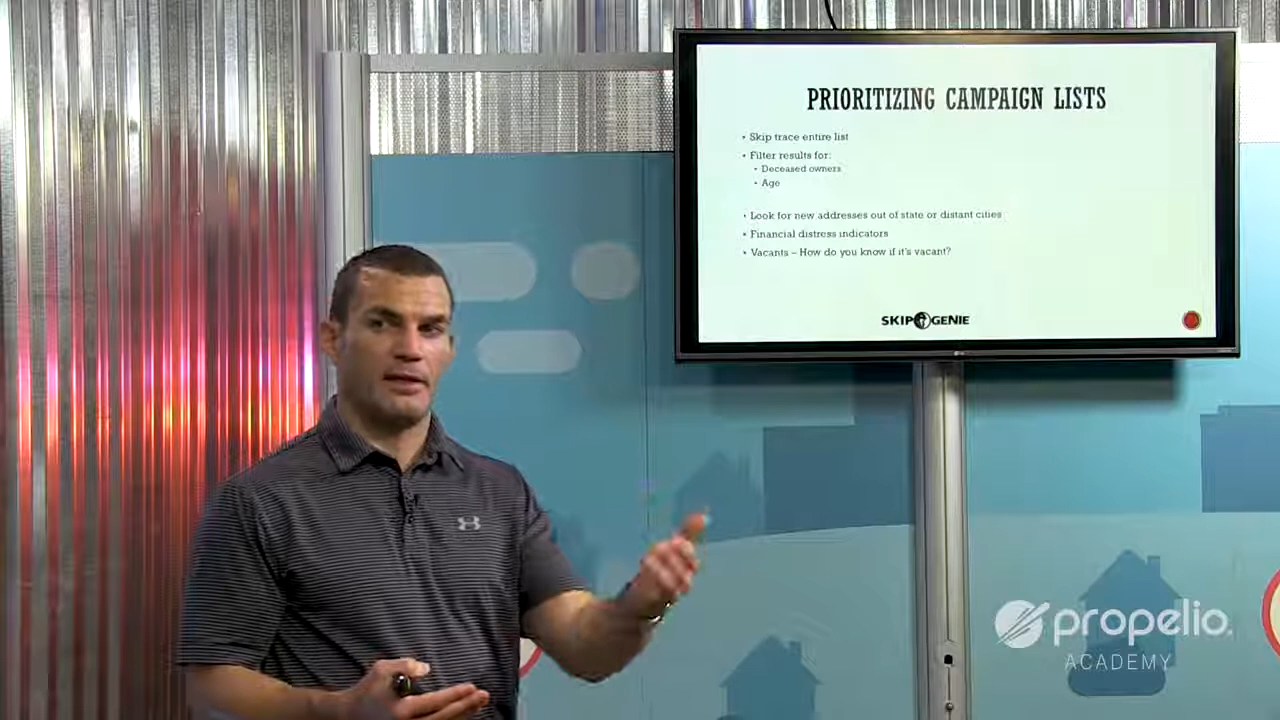 PRIORITIZING CAMPAIGN LISTS
• Skip trace entire list
• Filter results for:
• Deceased owners
• Age
• Look for new addresses out of state or distant cities
• Financial distress indicators
• Vacants – How do you know if it's vacant?
SKIP GENIE
propelio
ACADEMY